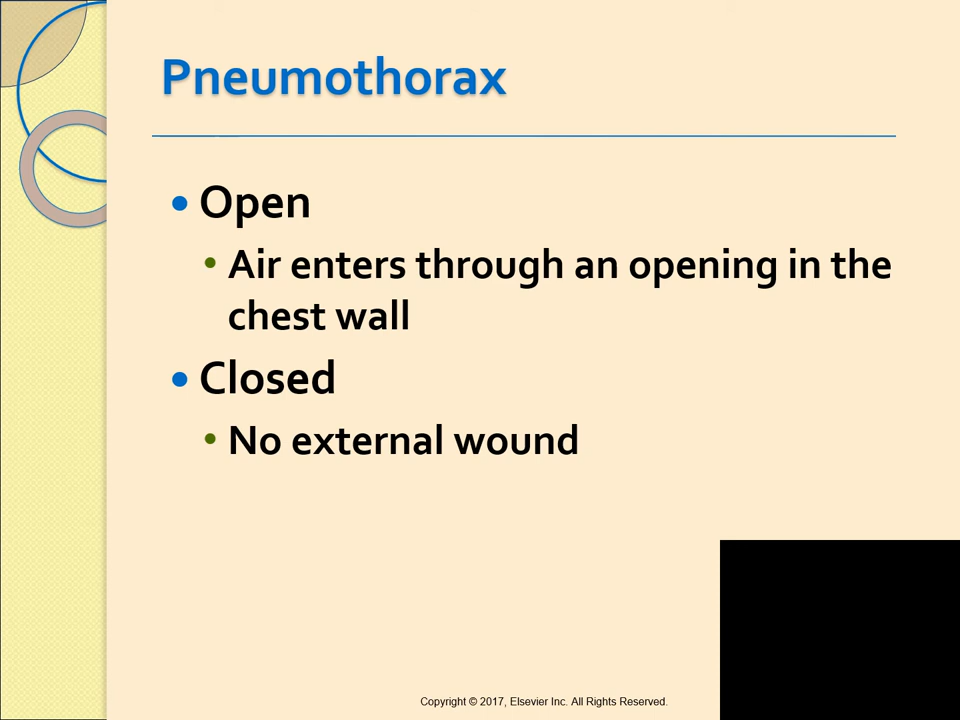 Pneumothorax
• Open
• Air enters through an opening in the
chest wall
• Closed
• No external wound
Copyright © 2017, Elsevier Inc. All Rights Reserved.